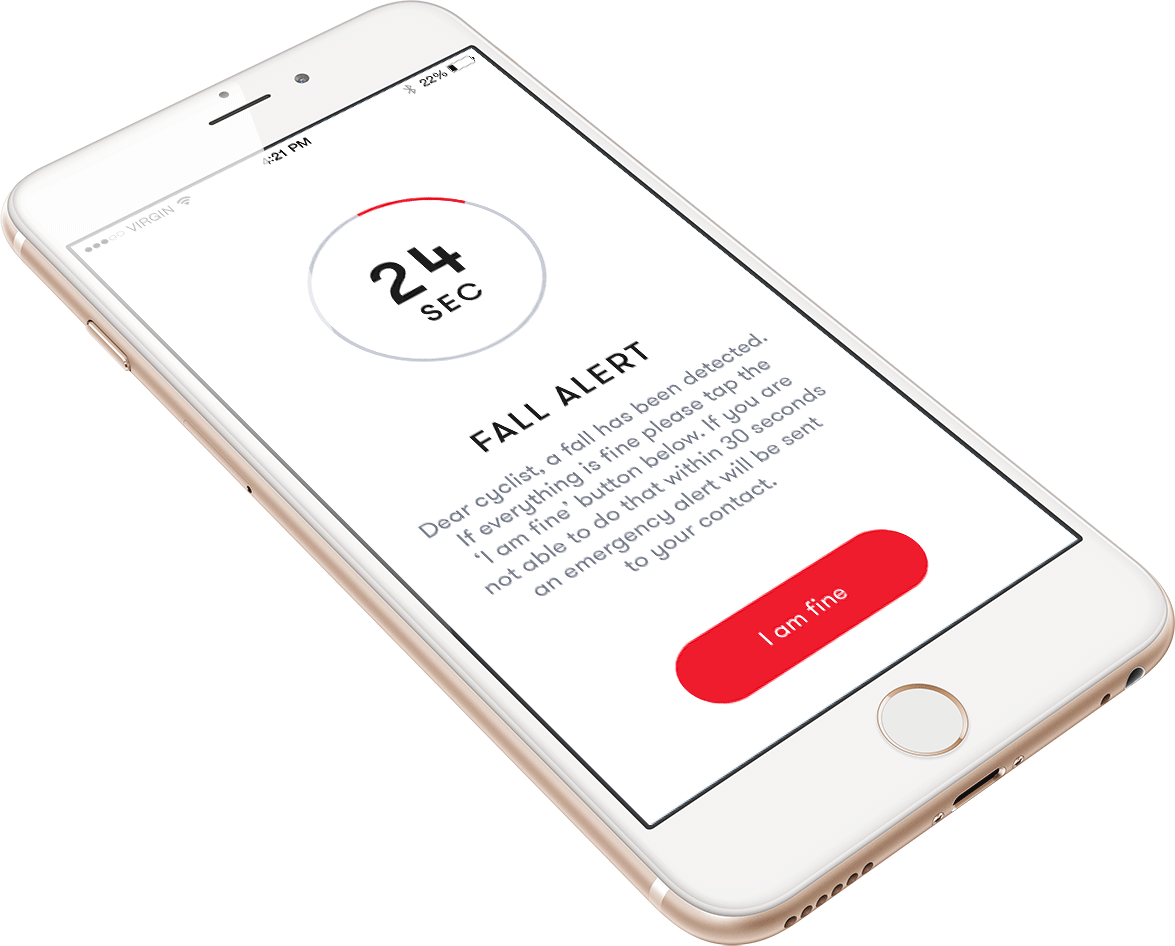 VIRGIN
4:21 PM
22%
24
SEC
FALL ALERT
Dear cyclist, a fall has been detected.
If everything is fine please tap the
‘I am fine’ button below. If you are
not able to do that within 30 seconds
an emergency alert will be sent
to your contact.
I am fine